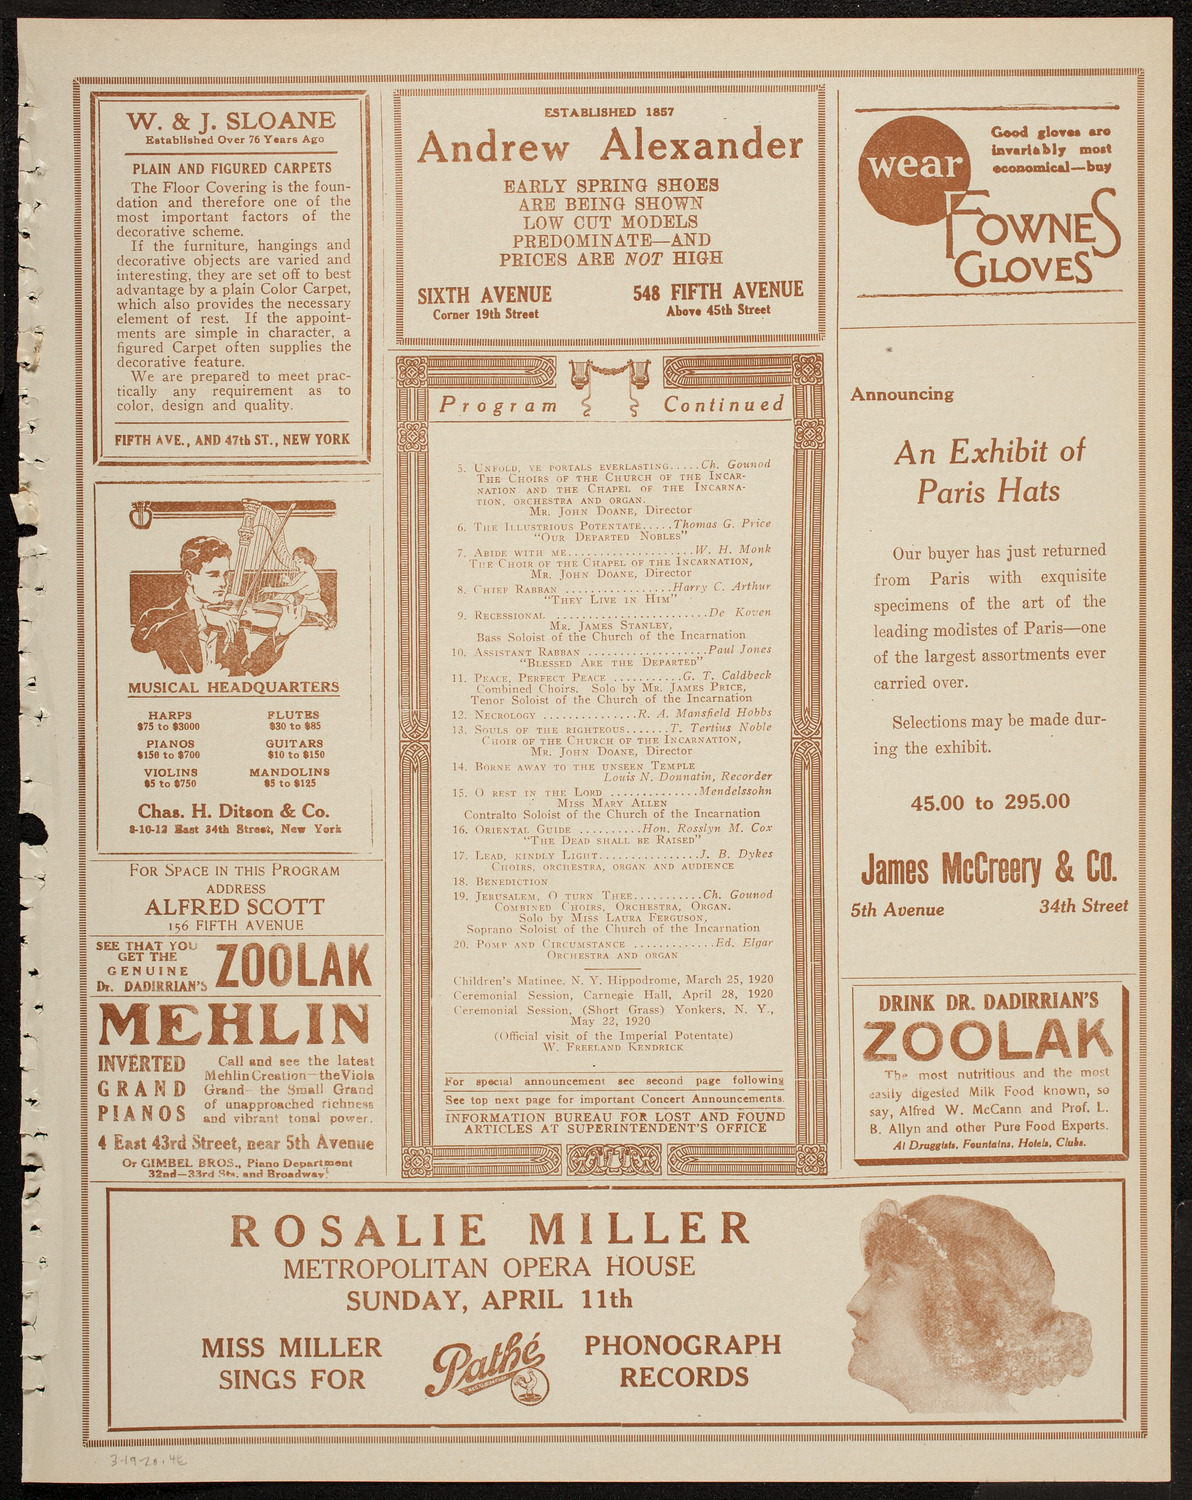 W. & J. SLOANE
Established Over 76 Years Ago
PLAIN AND FIGURED CARPETS
The Floor Covering is the foun-
dation and therefore one of the
most important factors of the
decorative scheme.
If the furniture, hangings and
decorative objects are varied and
interesting, they are set off to best
advantage by a plain Color Carpet,
which also provides the necessary
element of rest. If the appoint-
ments are simple in character, a
figured Carpet often supplies the
decorative feature.
We are prepared to meet prac-
tically any requirement as to
color, design and quality.
FIFTH AVE., AND 47th ST., NEW YORK
MUSICAL HEADQUARTERS
HARPS
$75 to $3000
FLUTES
$30 to $85
PIANOS
$150 to $700
GUITARS
$10 to $150
VIOLINS
$5 to $750
MANDOLINS
$5 to $125
Chas. H. Ditson & Co.
8-10-12 East 34th Street, New York
FOR SPACE IN THIS PROGRAM
ADDRESS
ALFRED SCOTT
156 FIFTH AVENUE
SEE THAT YOU
GET THE
GENUINE
Dr. DADIRRIAN'S
ZOOLAK
MEHLIN
INVERTED
GRAND
PIANOS
Call and see the latest
Mehlin Creation—the Viola
Grand—the Small Grand
of unapproached richness
and vibrant tonal power.
4 East 43rd Street, near 5th Avenue
Or GIMBEL BROS., Piano Department
32nd—33rd Sts. and Broadway
ESTABLISHED 1857
Andrew Alexander
EARLY SPRING SHOES
ARE BEING SHOWN
LOW CUT MODELS
PREDOMINATE—AND
PRICES ARE NOT HIGH
SIXTH AVENUE
Corner 19th Street
548 FIFTH AVENUE
Above 45th Street
Program Continued
5. UNFOLD, YE PORTALS EVERLASTING.....Ch. Gounod
THE CHOIRS OF THE CHURCH OF THE INCAR-
NATION AND THE CHAPEL OF THE INCARNA-
TION, ORCHESTRA AND ORGAN.
MR. JOHN DOANE, Director
6. THE ILLUSTRIOUS POTENTATE.....Thomas G. Price
"OUR DEPARTED NOBLES"
7. ABIDE WITH ME....................W. H. Monk
THE CHOIR OF THE CHAPEL OF THE INCARNATION,
MR. JOHN DOANE, Director
8. CHIEF RABBAN .................Harry C. Arthur
"THEY LIVE IN HIM"
9. RECESSIONAL ........................De Koven
MR. JAMES STANLEY,
Bass Soloist of the Church of the Incarnation
10. ASSISTANT RABBAN ...................Paul Jones
"BLESSED ARE THE DEPARTED"
11. PEACE, PERFECT PEACE ...........G. T. Caldbeck
Combined Choirs. Solo by MR. JAMES PRICE,
Tenor Soloist of the Church of the Incarnation
12. NECROLOGY ...............R. A. Mansfield Hobbs
13. SOULS OF THE RIGHTEOUS.......T. Tertius Noble
CHOIR OF THE CHURCH OF THE INCARNATION,
MR. JOHN DOANE, Director
14. BORNE AWAY TO THE UNSEEN TEMPLE
Louis N. Donnatin, Recorder
15. O REST IN THE LORD ..............Mendelssohn
MISS MARY ALLEN
Contralto Soloist of the Church of the Incarnation
16. ORIENTAL GUIDE ..........Hon. Rosslyn M. Cox
"THE DEAD SHALL BE RAISED"
17. LEAD, KINDLY LIGHT................J. B. Dykes
CHOIRS, ORCHESTRA, ORGAN AND AUDIENCE
18. BENEDICTION
19. JERUSALEM, O TURN THEE...........Ch. Gounod
COMBINED CHOIRS, ORCHESTRA, ORGAN.
Solo by MISS LAURA FERGUSON,
Soprano Soloist of the Church of the Incarnation
20. POMP AND CIRCUMSTANCE .............Ed. Elgar
ORCHESTRA AND ORGAN
Children's Matinee. N. Y. Hippodrome, March 25, 1920
Ceremonial Session, Carnegie Hall, April 28, 1920
Ceremonial Session, (Short Grass) Yonkers, N. Y.,
May 22, 1920
(Official visit of the Imperial Potentate)
W. FREELAND KENDRICK
For special announcement see second page following
See top next page for important Concert Announcements.
INFORMATION BUREAU FOR LOST AND FOUND
ARTICLES AT SUPERINTENDENT'S OFFICE
wear
Good gloves are
invariably most
economical—buy
FOWNES
GLOVES
Announcing
An Exhibit of
Paris Hats
Our buyer has just returned
from Paris with exquisite
specimens of the art of the
leading modistes of Paris—one
of the largest assortments ever
carried over.
Selections may be made dur-
ing the exhibit.
45.00 to 295.00
James McCreery & Co.
5th Avenue
34th Street
DRINK DR. DADIRRIAN'S
ZOOLAK
The most nutritious and the most
easily digested Milk Food known, so
say, Alfred W. McCann and Prof. L.
B. Allyn and other Pure Food Experts.
At Druggists, Fountains, Hotels, Clubs.
ROSALIE MILLER
METROPOLITAN OPERA HOUSE
SUNDAY, APRIL 11th
MISS MILLER
SINGS FOR
Pathé
PHONOGRAPH
RECORDS
3-19-20.4E